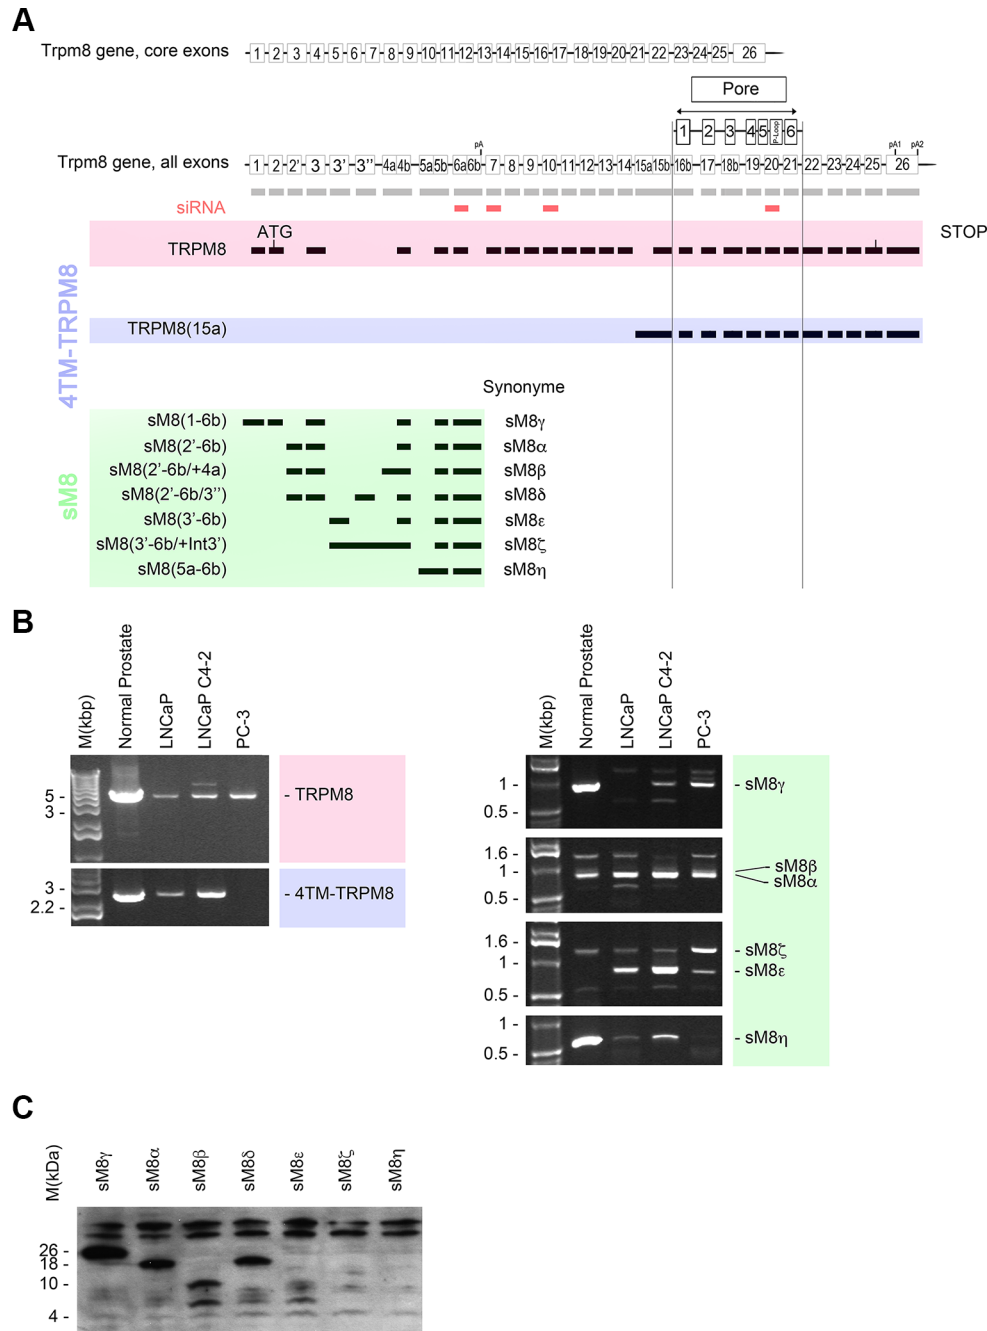 A
Trpm8 gene, core exons
1 2 3 4 5 6 7 8 9 10 11 12 13 14 15 16 17 18 19 20 21 22 23 24 25 26
Pore
1 2 3 4 5 P-Loop 6
pA pA1 pA2
Trpm8 gene, all exons
1 2 2' 3 3' 3'' 4a 4b 5a 5b 6a 6b 7 8 9 10 11 12 13 14 15a 15b 16b 17 18b 19 20 21 22 23 24 25 26
siRNA
ATG
STOP
TRPM8
4TM-TRPM8
TRPM8(15a)
Synonyme
sM8
sM8(1-6b) sM8γ
sM8(2'-6b) sM8α
sM8(2'-6b/+4a) sM8β
sM8(2'-6b/3'') sM8δ
sM8(3'-6b) sM8ε
sM8(3'-6b/+Int3') sM8ζ
sM8(5a-6b) sM8η
B
M(kbp) Normal Prostate LNCaP LNCaP C4-2 PC-3
5 -
3 -
- TRPM8
3 -
2.2 -
- 4TM-TRPM8
M(kbp) Normal Prostate LNCaP LNCaP C4-2 PC-3
1 -
0.5 -
- sM8γ
1.6 -
1 -
0.5 -
sM8β
sM8α
1.6 -
1 -
0.5 -
- sM8ζ
- sM8ε
1 -
0.5 -
- sM8η
C
M(kDa) sM8γ sM8α sM8β sM8δ sM8ε sM8ζ sM8η
26 -
18 -
10 -
4 -